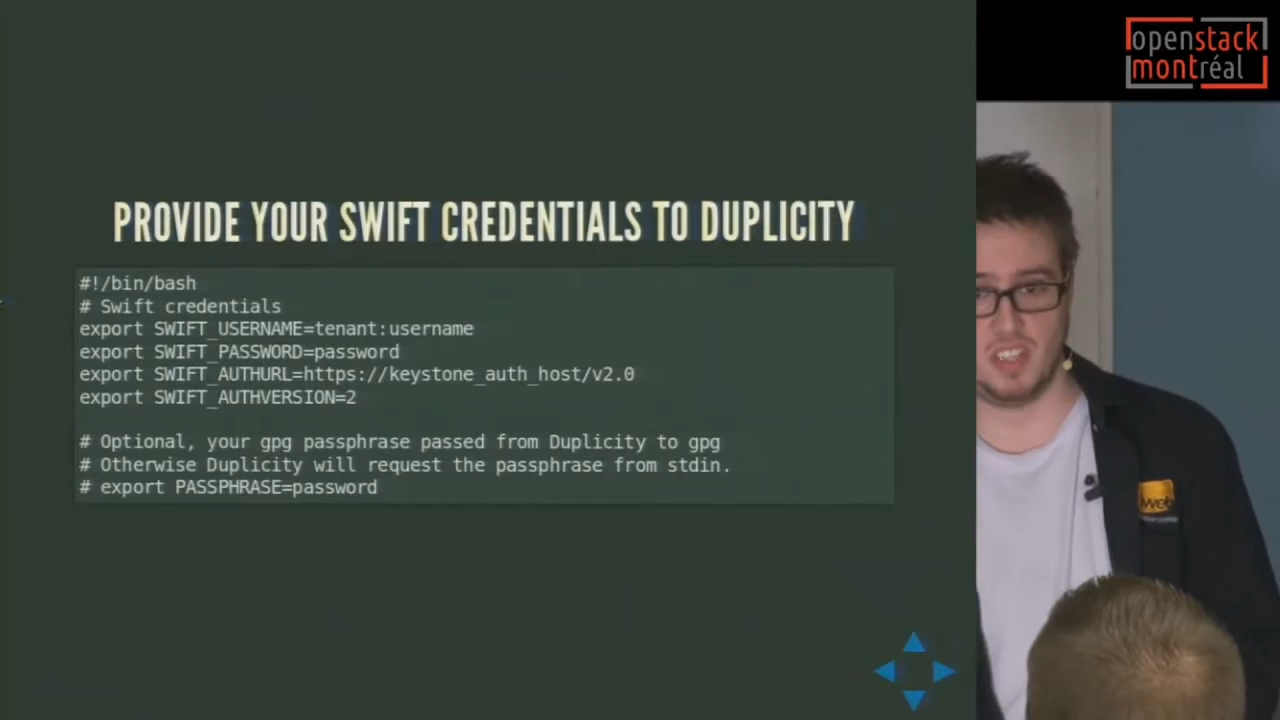 openstack
montréal
PROVIDE YOUR SWIFT CREDENTIALS TO DUPLICITY
#!/bin/bash
# Swift credentials
export SWIFT_USERNAME=tenant:username
export SWIFT_PASSWORD=password
export SWIFT_AUTHURL=https://keystone_auth_host/v2.0
export SWIFT_AUTHVERSION=2
# Optional, your gpg passphrase passed from Duplicity to gpg
# Otherwise Duplicity will request the passphrase from stdin.
# export PASSPHRASE=password